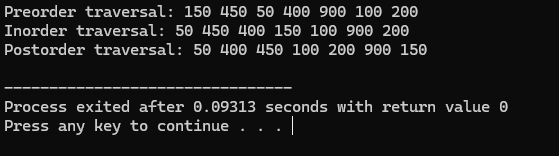 Preorder traversal: 150 450 50 400 900 100 200
Inorder traversal: 50 450 400 150 100 900 200
Postorder traversal: 50 400 450 100 200 900 150
--------------------------------
Process exited after 0.09313 seconds with return value 0
Press any key to continue . . .